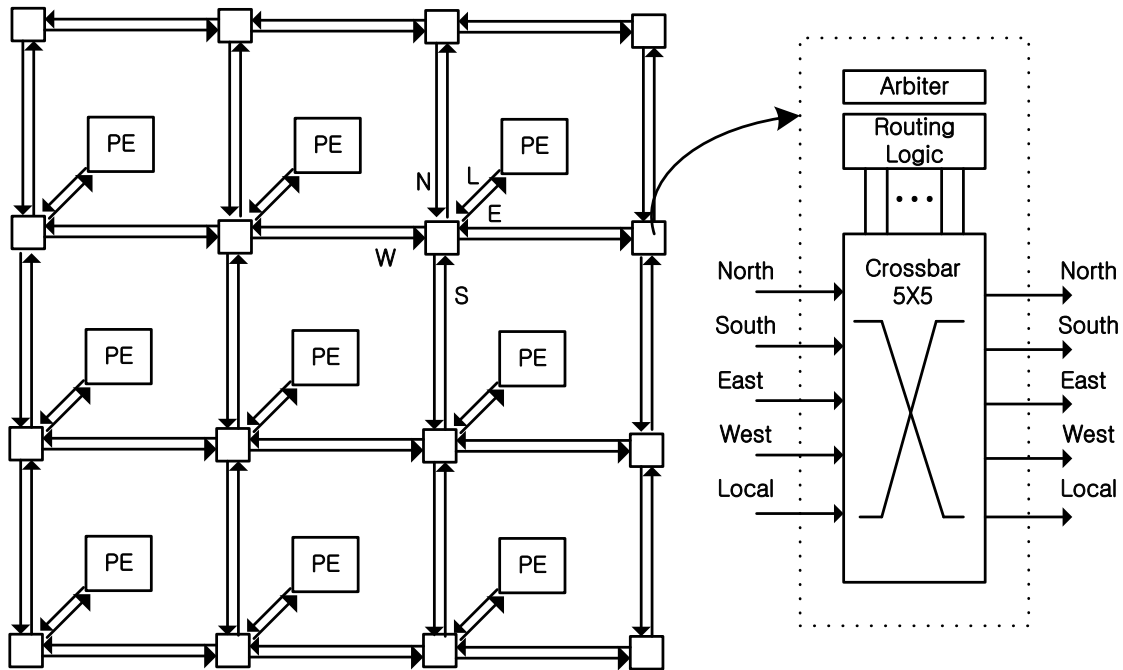 Arbiter
Routing
Logic
PE PE PE
N L
E
W
S
Crossbar
5X5
North North
South South
East East
West West
Local Local
PE PE PE
PE PE PE